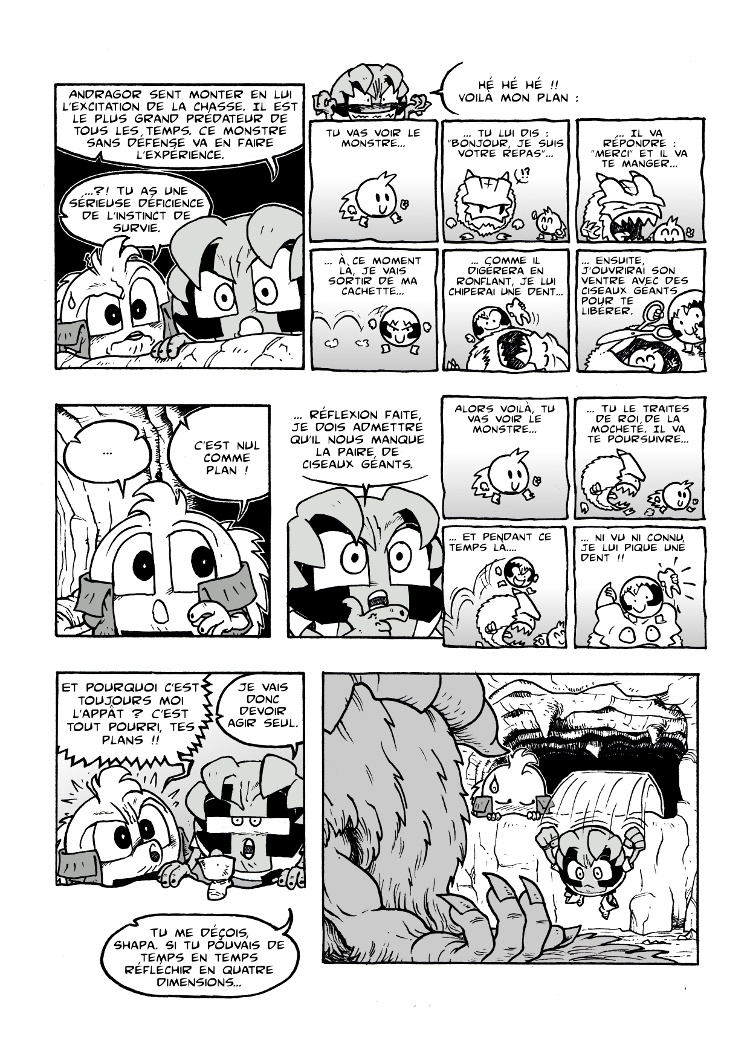 ANDRAGOR SENT MONTER EN LUI
L'EXCITATION DE LA CHASSE. IL EST
LE PLUS GRAND PRÉDATEUR DE
TOUS LES TEMPS. CE MONSTRE
SANS DÉFENSE VA EN FAIRE
L'EXPÉRIENCE.
...?! TU AS UNE
SÉRIEUSE DÉFICIENCE
DE L'INSTINCT DE
SURVIE.
HÉ HÉ HÉ !!
VOILÀ MON PLAN :
TU VAS VOIR LE
MONSTRE...
... TU LUI DIS :
"BONJOUR, JE SUIS
VOTRE REPAS"...
!?
... IL VA
RÉPONDRE :
"MERCI" ET IL VA
TE MANGER...
... À CE MOMENT
LÀ, JE VAIS
SORTIR DE MA
CACHETTE...
... COMME IL
DIGÉRERA EN
RONFLANT, JE LUI
CHIPERAI UNE DENT...
... ENSUITE,
J'OUVRIRAI SON
VENTRE AVEC DES
CISEAUX GÉANTS
POUR TE
LIBÉRER.
...
C'EST NUL
COMME
PLAN !
... RÉFLEXION FAITE,
JE DOIS ADMETTRE
QU'IL NOUS MANQUE
LA PAIRE DE
CISEAUX GÉANTS.
ALORS VOILÀ, TU
VAS VOIR LE
MONSTRE...
... TU LE TRAITES
DE ROI DE LA
MOCHETÉ. IL VA
TE POURSUIVRE...
... ET PENDANT CE
TEMPS LÀ....
... NI VU NI CONNU,
JE LUI PIQUE UNE
DENT !!
ET POURQUOI C'EST
TOUJOURS MOI
L'APPÂT ? C'EST
TOUT POURRI, TES
PLANS !!
JE VAIS
DONC
DEVOIR
AGIR SEUL.
TU ME DÉÇOIS,
SHAPA. SI TU POUVAIS DE
TEMPS EN TEMPS
RÉFLÉCHIR EN QUATRE
DIMENSIONS...